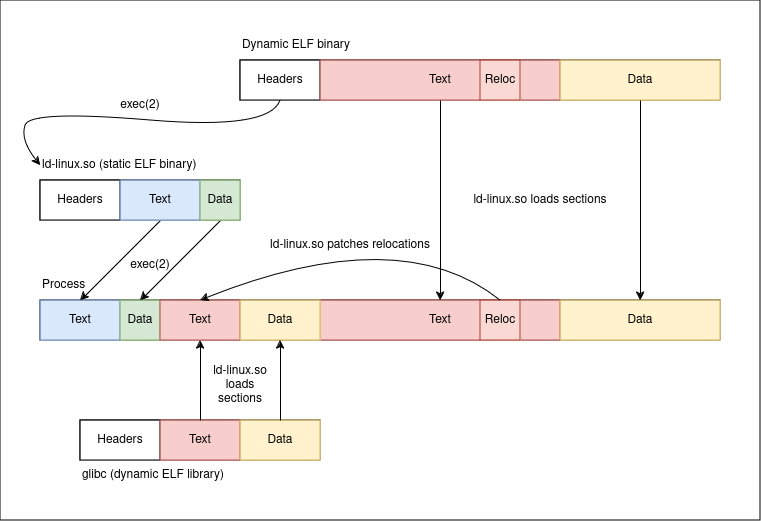 Dynamic ELF binary
Headers
Text
Reloc
Data
exec(2)
ld-linux.so (static ELF binary)
Headers
Text
Data
ld-linux.so loads sections
ld-linux.so patches relocations
exec(2)
Process
Text
Data
Text
Data
Text
Reloc
Data
ld-linux.so
loads
sections
Headers
Text
Data
glibc (dynamic ELF library)